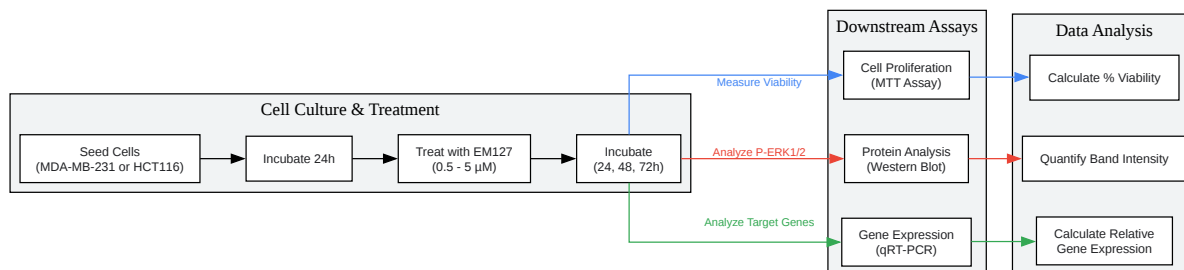 Cell Culture & Treatment
Seed Cells
(MDA-MB-231 or HCT116)
Incubate 24h
Treat with EM127
(0.5 - 5 µM)
Incubate
(24, 48, 72h)
Measure Viability
Analyze P-ERK1/2
Analyze Target Genes
Downstream Assays
Cell Proliferation
(MTT Assay)
Protein Analysis
(Western Blot)
Gene Expression
(qRT-PCR)
Data Analysis
Calculate % Viability
Quantify Band Intensity
Calculate Relative
Gene Expression